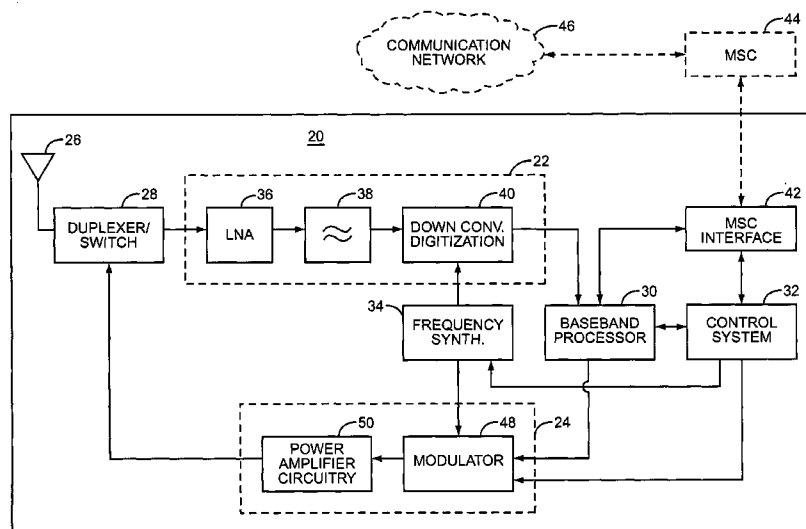 46
COMMUNICATION
NETWORK
44
MSC
20
26
22
28
DUPLEXER/
SWITCH
36
LNA
38
40
DOWN CONV.
DIGITIZATION
42
MSC
INTERFACE
34
FREQUENCY
SYNTH.
30
BASEBAND
PROCESSOR
32
CONTROL
SYSTEM
50
POWER
AMPLIFIER
CIRCUITRY
48
MODULATOR
24